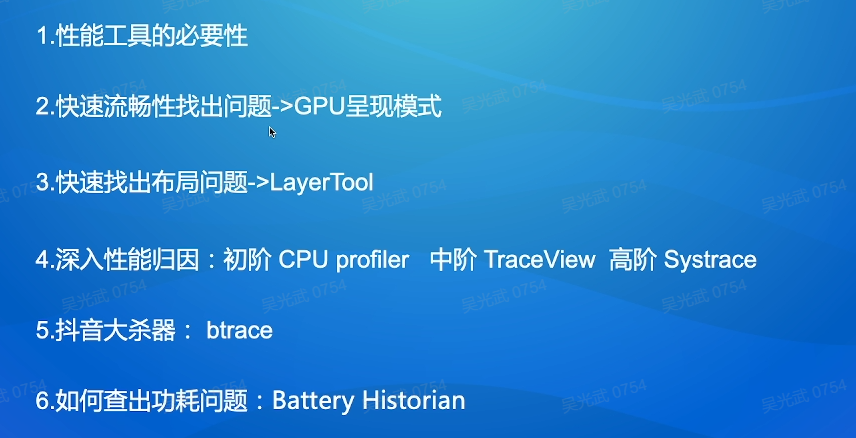 1.性能工具的必要性
2.快速流畅性找出问题->GPU呈现模式
3.快速找出布局问题->LayerTool
4.深入性能归因：初阶 CPU profiler 中阶 TraceView 高阶 Systrace
5.抖音大杀器： btrace
6.如何查出功耗问题：Battery Historian
吴光武 0754